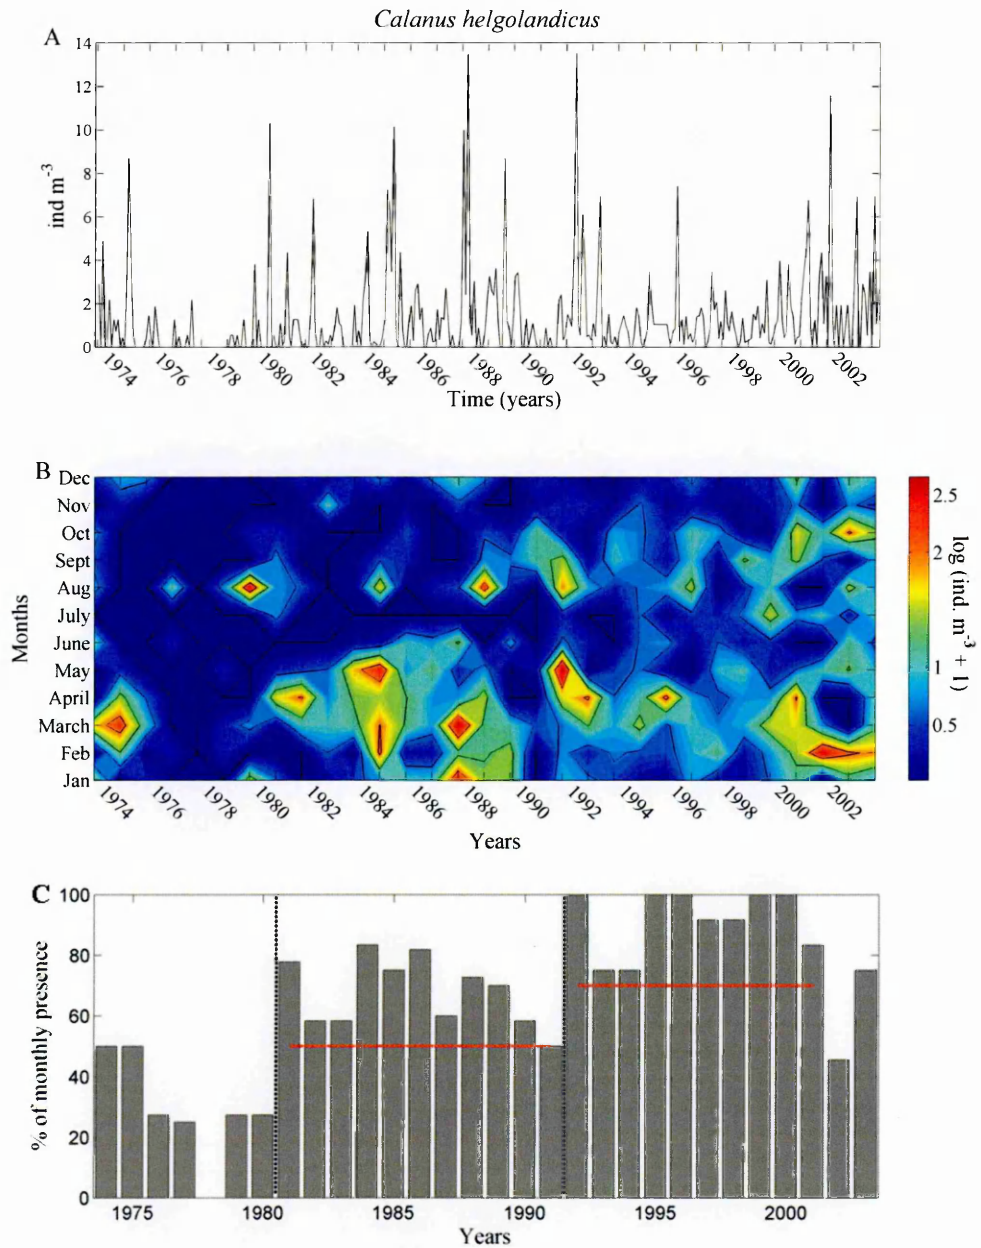 Calanus helgolandicus
A
14
12
10
8
6
4
2
0
ind m-3
1974 1976 1978 1980 1982 1984 1986 1988 1990 1992 1994 1996 1998 2000 2002
Time (years)
B
Dec
Nov
Oct
Sept
Aug
July
June
May
April
March
Feb
Jan
Months
2.5
2
1
0.5
log (ind. m-3 + 1)
1974 1976 1978 1980 1982 1984 1986 1988 1990 1992 1994 1996 1998 2000 2002
Years
C
100
80
60
40
20
0
% of monthly presence
1975 1980 1985 1990 1995 2000
Years